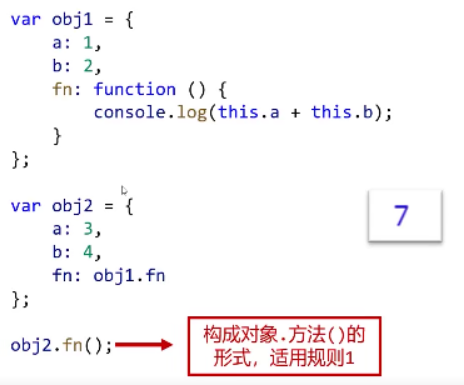 var obj1 = {
    a: 1,
    b: 2,
    fn: function () {
        console.log(this.a + this.b);
    }
};
var obj2 = {
    a: 3,
    b: 4,
    fn: obj1.fn
};
7
obj2.fn();
构成对象.方法()的
形式，适用规则1